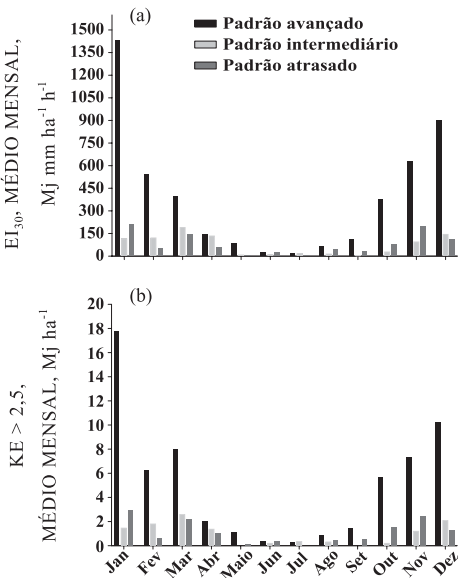 (a)
Padrão avançado
Padrão intermediário
Padrão atrasado
1500
1350
1200
1050
900
750
600
450
300
150
0
EI30, MÉDIO MENSAL,
Mj mm ha-1 h-1
(b)
20
18
16
14
12
10
8
6
4
2
0
KE > 2,5,
MÉDIO MENSAL, Mj ha-1
Jan
Fev
Mar
Abr
Maio
Jun
Jul
Ago
Set
Out
Nov
Dez